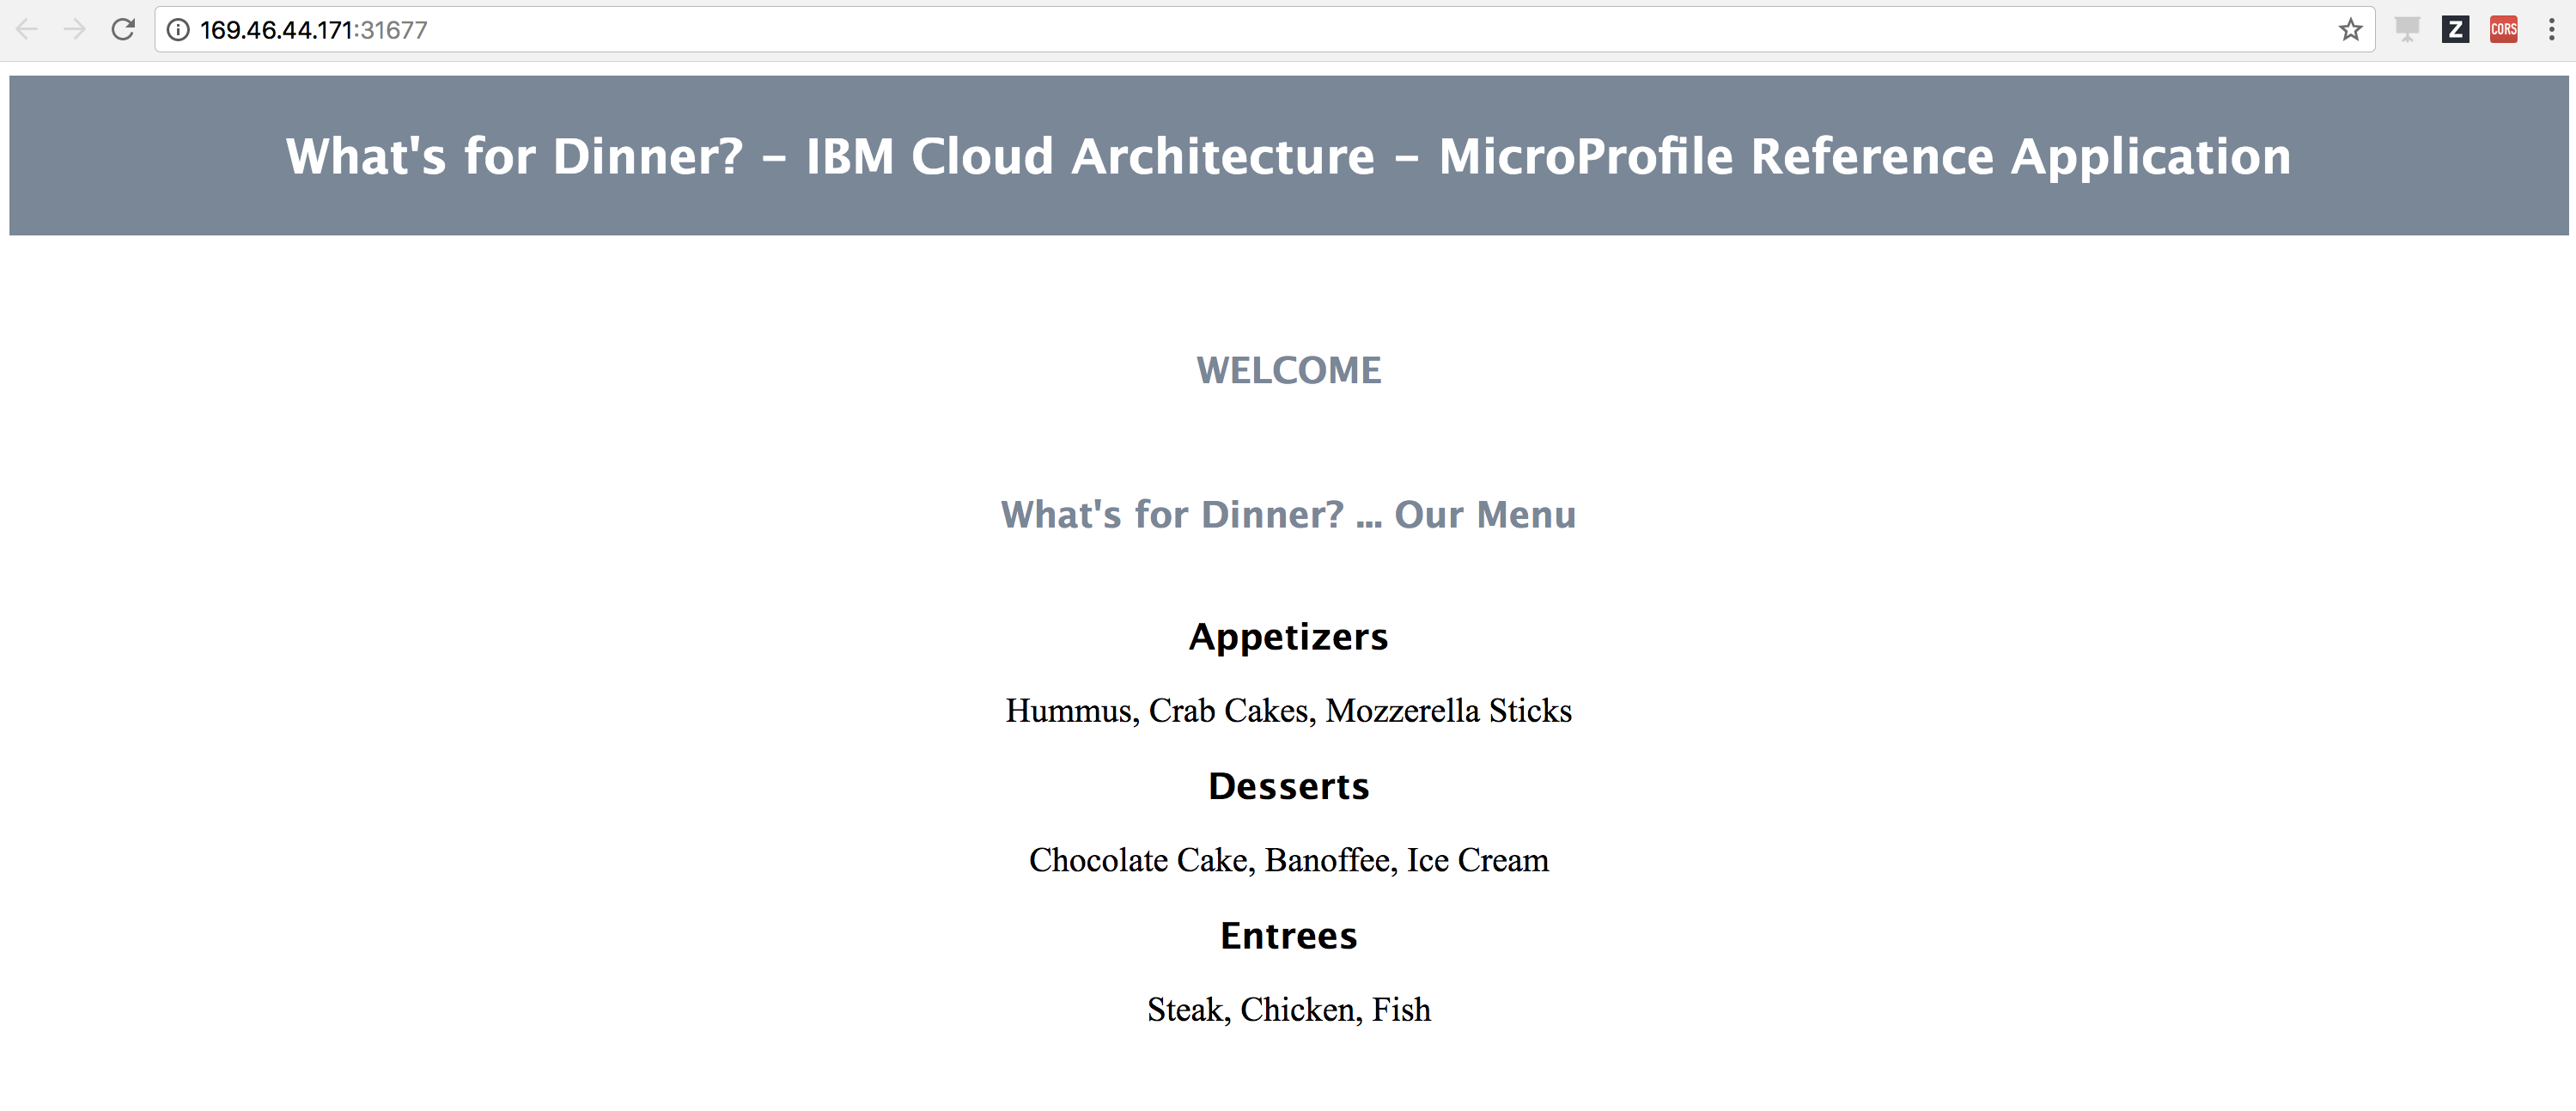 169.46.44.171:31677
Z
CORS
What's for Dinner? - IBM Cloud Architecture - MicroProfile Reference Application
WELCOME
What's for Dinner? ... Our Menu
Appetizers
Hummus, Crab Cakes, Mozzerella Sticks
Desserts
Chocolate Cake, Banoffee, Ice Cream
Entrees
Steak, Chicken, Fish